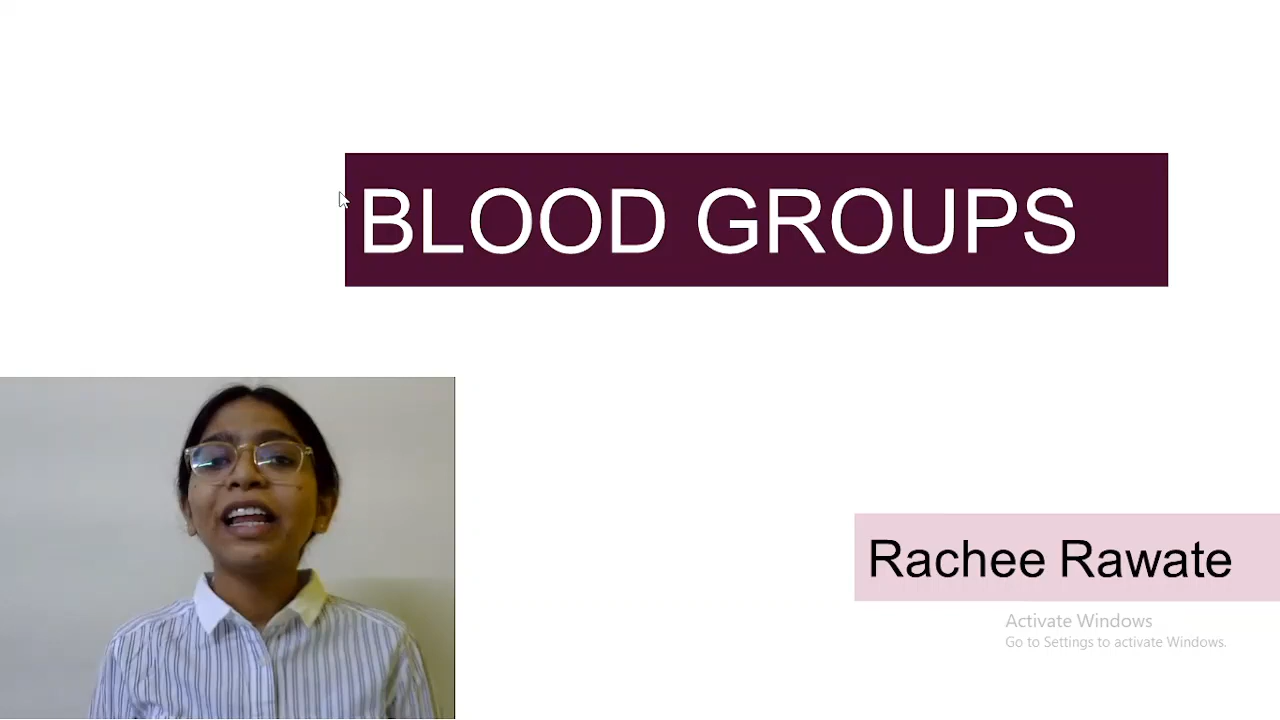 BLOOD GROUPS
Rachee Rawate
Activate Windows
Go to Settings to activate Windows.